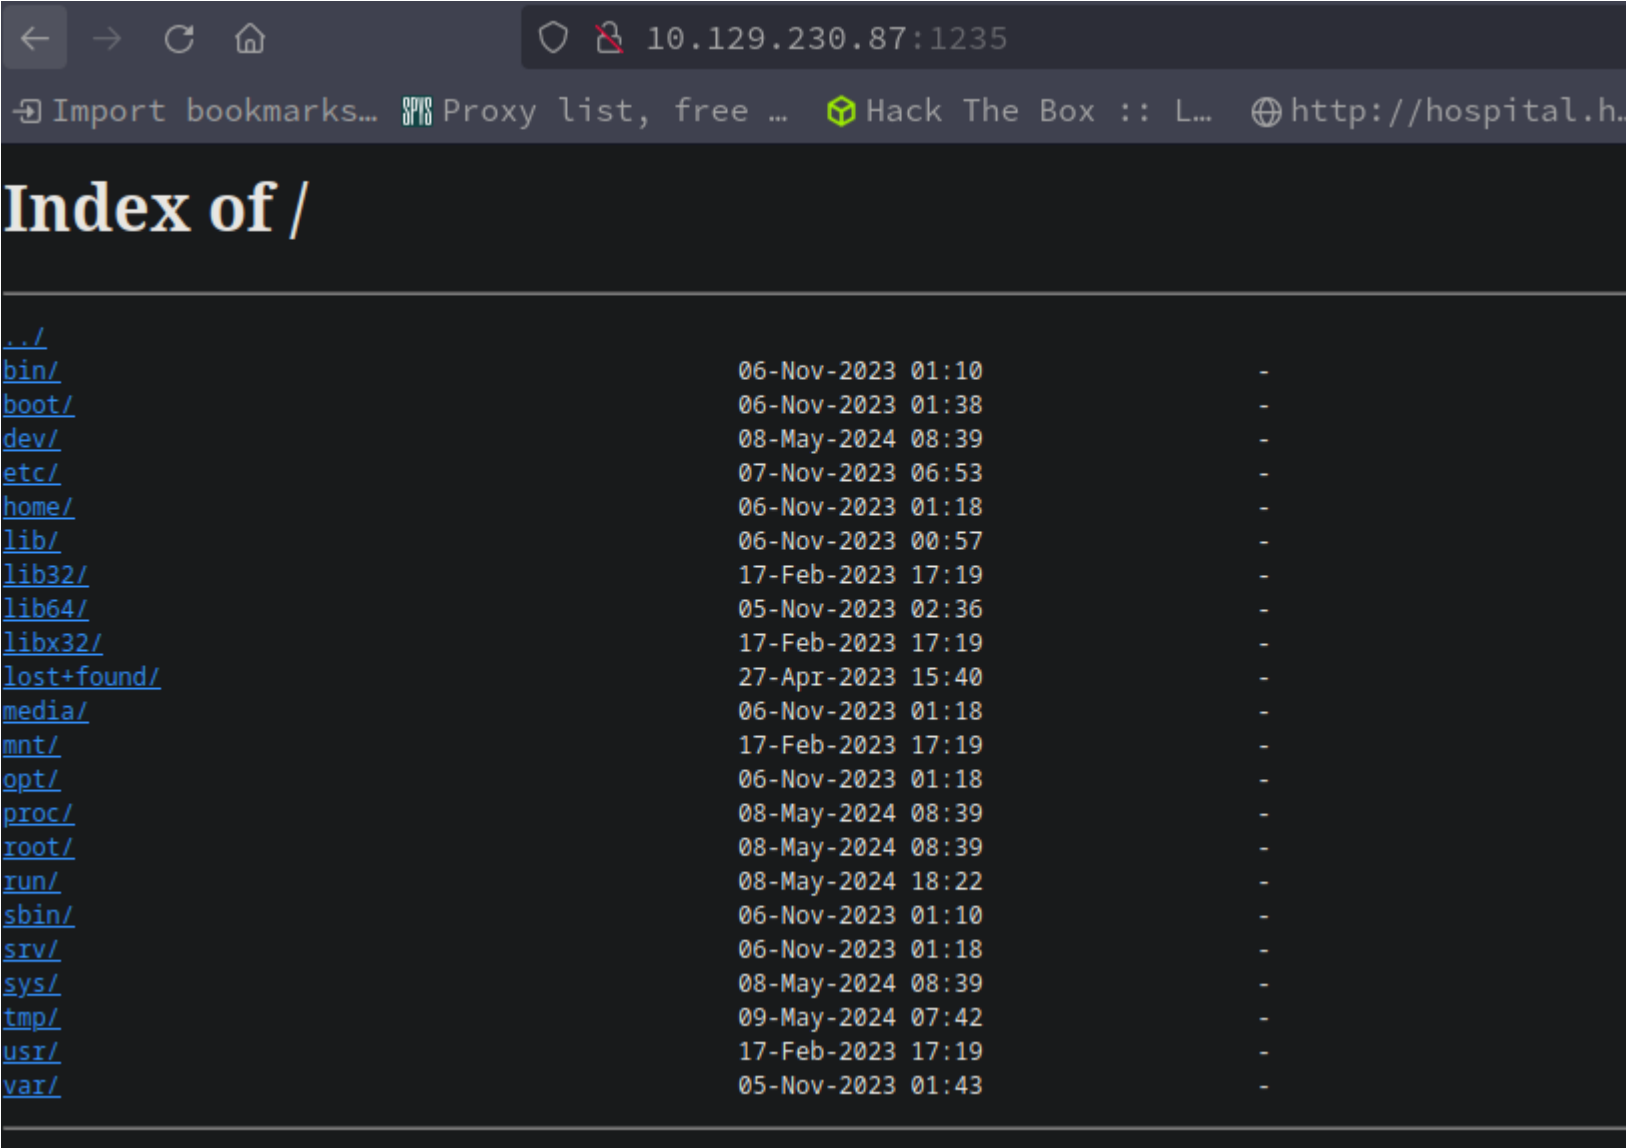 10.129.230.87:1235
Import bookmarks… SPYS Proxy list, free … Hack The Box :: L… http://hospital.h…
Index of /
../
bin/ 06-Nov-2023 01:10 -
boot/ 06-Nov-2023 01:38 -
dev/ 08-May-2024 08:39 -
etc/ 07-Nov-2023 06:53 -
home/ 06-Nov-2023 01:18 -
lib/ 06-Nov-2023 00:57 -
lib32/ 17-Feb-2023 17:19 -
lib64/ 05-Nov-2023 02:36 -
libx32/ 17-Feb-2023 17:19 -
lost+found/ 27-Apr-2023 15:40 -
media/ 06-Nov-2023 01:18 -
mnt/ 17-Feb-2023 17:19 -
opt/ 06-Nov-2023 01:18 -
proc/ 08-May-2024 08:39 -
root/ 08-May-2024 08:39 -
run/ 08-May-2024 18:22 -
sbin/ 06-Nov-2023 01:10 -
srv/ 06-Nov-2023 01:18 -
sys/ 08-May-2024 08:39 -
tmp/ 09-May-2024 07:42 -
usr/ 17-Feb-2023 17:19 -
var/ 05-Nov-2023 01:43 -